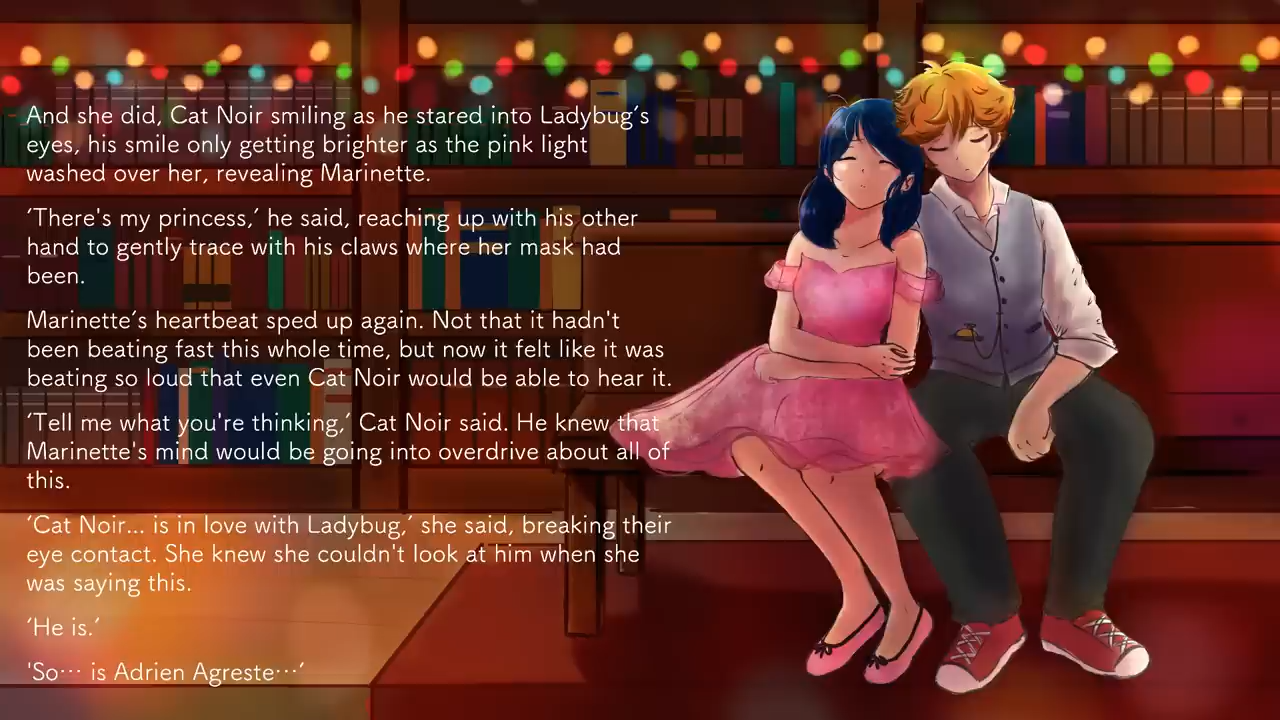 And she did, Cat Noir smiling as he stared into Ladybug’s
eyes, his smile only getting brighter as the pink light
washed over her, revealing Marinette.
‘There's my princess,’ he said, reaching up with his other
hand to gently trace with his claws where her mask had
been.
Marinette’s heartbeat sped up again. Not that it hadn't
been beating fast this whole time, but now it felt like it was
beating so loud that even Cat Noir would be able to hear it.
‘Tell me what you're thinking,’ Cat Noir said. He knew that
Marinette's mind would be going into overdrive about all of
this.
‘Cat Noir... is in love with Ladybug,’ she said, breaking their
eye contact. She knew she couldn't look at him when she
was saying this.
‘He is.’
'So… is Adrien Agreste…’